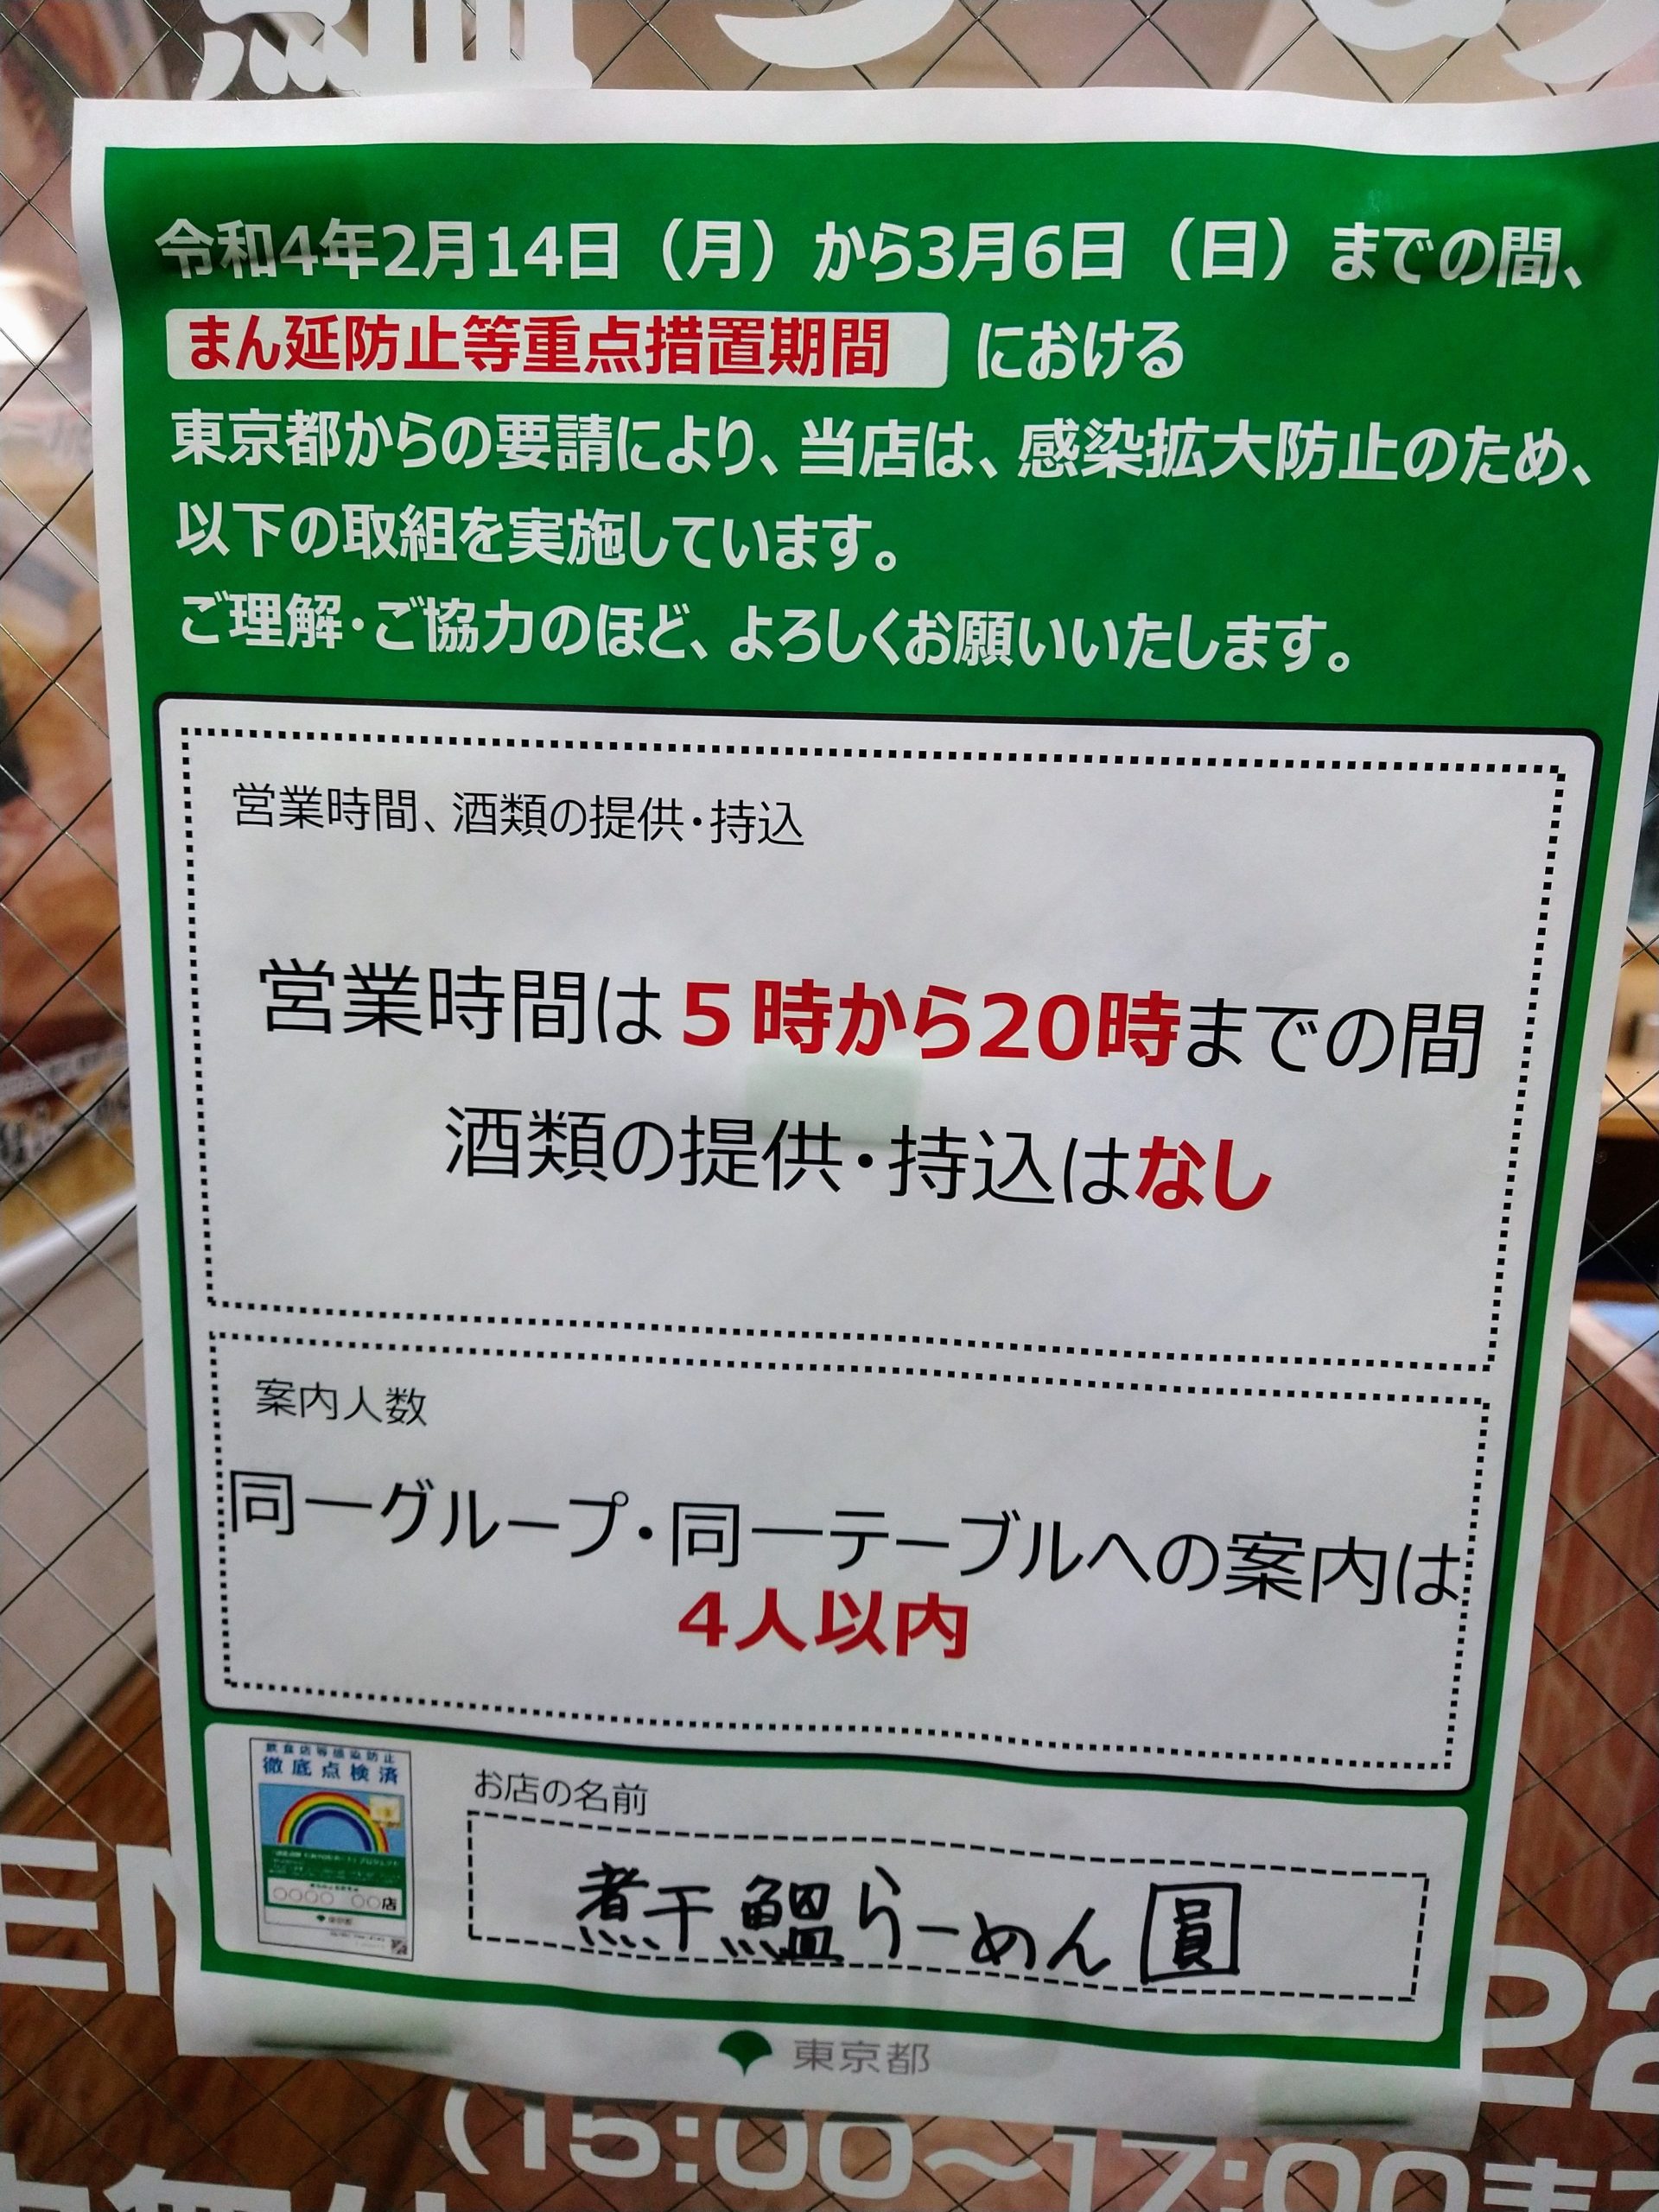 令和4年2月14日（月）から3月6日（日）までの間、
まん延防止等重点措置期間 における
東京都からの要請により、当店は、感染拡大防止のため、
以下の取組を実施しています。
ご理解・ご協力のほど、よろしくお願いいたします。
営業時間、酒類の提供・持込
営業時間は５時から20時までの間
酒類の提供・持込はなし
案内人数
同一グループ・同一テーブルへの案内は
4人以内
飲食店等感染防止
徹底点検済
○○○○ ○○店
お店の名前
煮干鰮らーめん 圓
東京都
(15:00～17:00まで